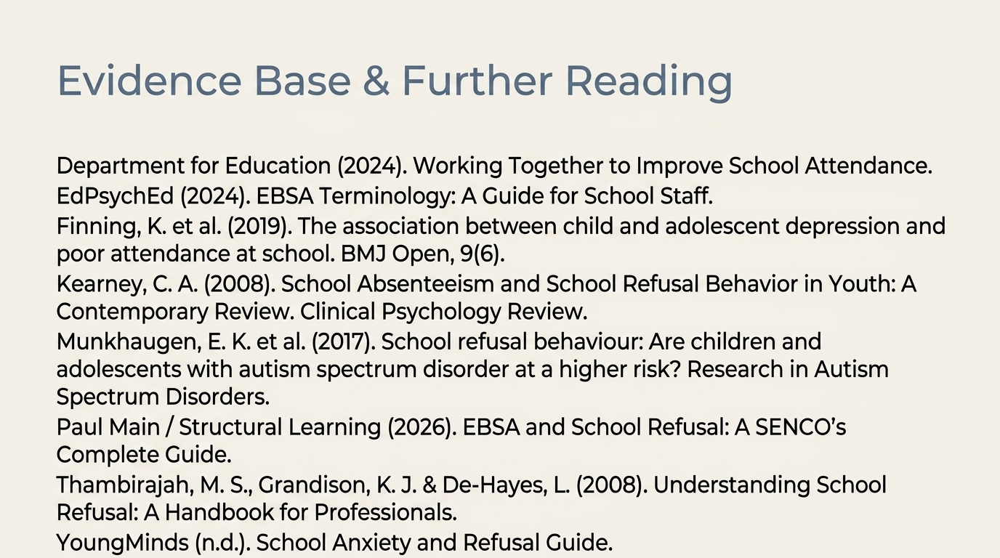 Evidence Base & Further Reading
Department for Education (2024). Working Together to Improve School Attendance.
EdPsychEd (2024). EBSA Terminology: A Guide for School Staff.
Finning, K. et al. (2019). The association between child and adolescent depression and
poor attendance at school. BMJ Open, 9(6).
Kearney, C. A. (2008). School Absenteeism and School Refusal Behavior in Youth: A
Contemporary Review. Clinical Psychology Review.
Munkhaugen, E. K. et al. (2017). School refusal behaviour: Are children and
adolescents with autism spectrum disorder at a higher risk? Research in Autism
Spectrum Disorders.
Paul Main / Structural Learning (2026). EBSA and School Refusal: A SENCO’s
Complete Guide.
Thambirajah, M. S., Grandison, K. J. & De-Hayes, L. (2008). Understanding School
Refusal: A Handbook for Professionals.
YoungMinds (n.d.). School Anxiety and Refusal Guide.